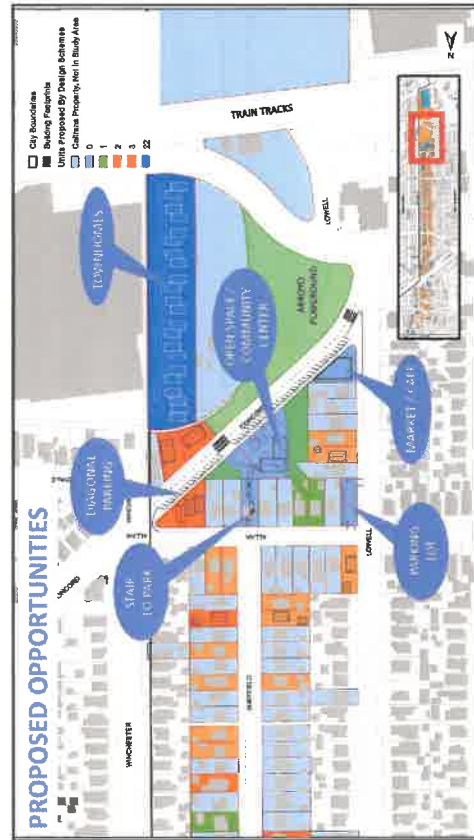 PROPOSED OPPORTUNITIES
City Boundaries
Building Footprints
Units Proposed By Design Schemes
Caltrans Property, Not In Study Area
0
1
2
3
22
TRAIN TRACKS
N
TOWNHOMES
LOWELL
DIAGONAL
PARKING
OPEN SPACE /
COMMUNITY
CENTER
ARROYO
PLAYGROUND
STAIR
TO PARK
WINCHESTER
SHEFFIELD
LOWELL
PARKING
LOT
MARKET / CAFE